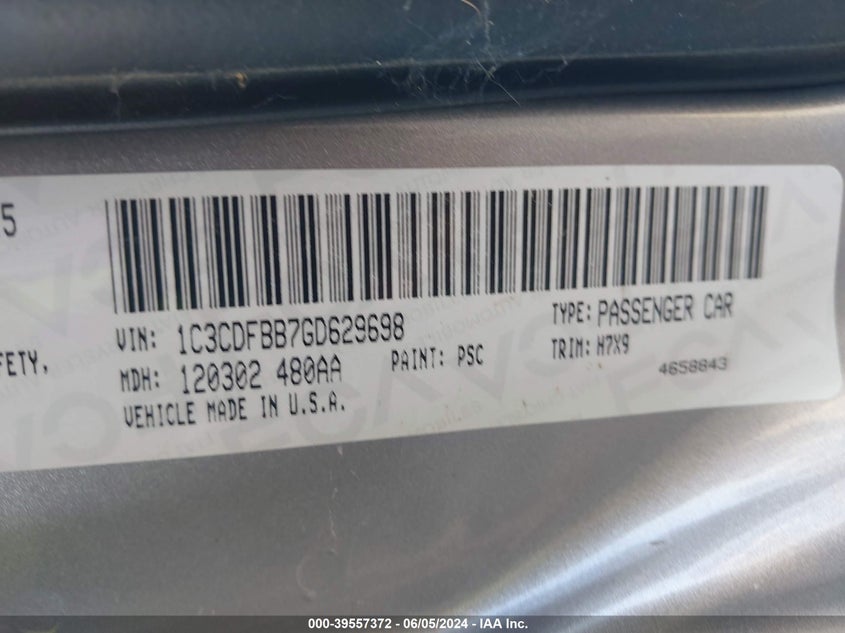 5
FETY.
VIN: 1C3CDFBB7GD629698
TYPE: PASSENGER CAR
MDH: 120302 480AA
PAINT: PSC
TRIM: H7X9
VEHICLE MADE IN U.S.A.
4658843
000-39557372 - 06/05/2024 - IAA Inc.